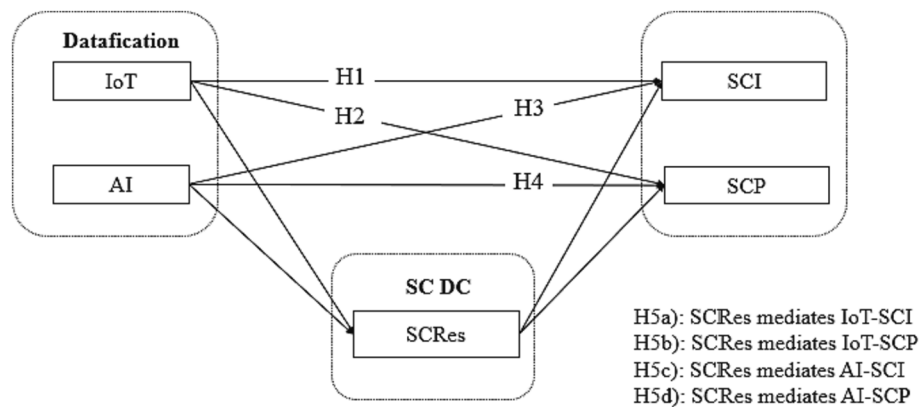 Datafication
IoT
H1
SCI
H3
H2
AI
H4
SCP
SC DC
SCRes
H5a): SCRes mediates IoT-SCI
H5b): SCRes mediates IoT-SCP
H5c): SCRes mediates AI-SCI
H5d): SCRes mediates AI-SCP